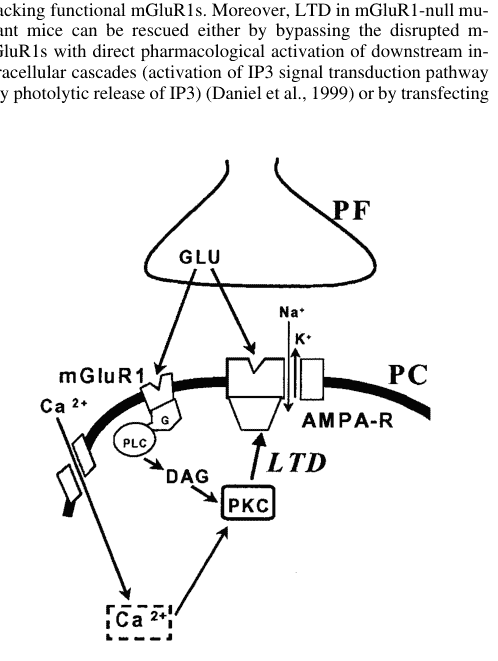 acking functional mGluR1s. Moreover, LTD in mGluR1-null mu-
ant mice can be rescued either by bypassing the disrupted m-
GluR1s with direct pharmacological activation of downstream in-
racellular cascades (activation of IP3 signal transduction pathway
y photolytic release of IP3) (Daniel et al., 1999) or by transfecting
PF
GLU
Na+
K+
mGluR1
PC
Ca 2+
G
AMPA-R
PLC
LTD
DAG
PKC
Ca 2+